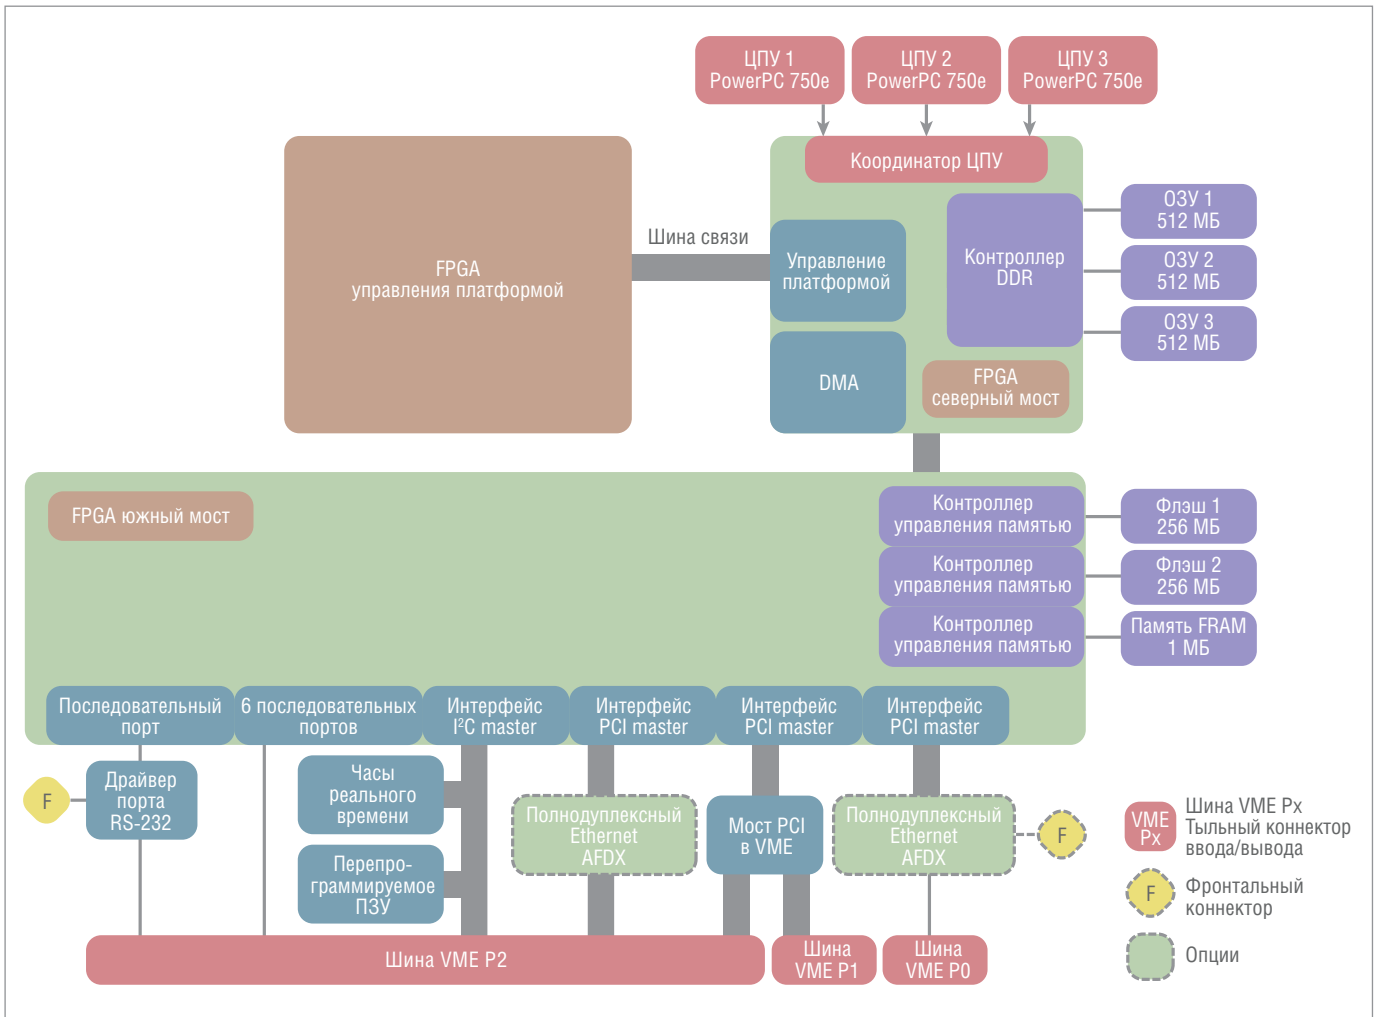 ЦПУ 1
PowerPC 750e
ЦПУ 2
PowerPC 750e
ЦПУ 3
PowerPC 750e
Координатор ЦПУ
FPGA
управления платформой
Шина связи
Управление
платформой
Контроллер
DDR
ОЗУ 1
512 МБ
ОЗУ 2
512 МБ
ОЗУ 3
512 МБ
DMA
FPGA
северный мост
FPGA южный мост
Контроллер
управления памятью
Флэш 1
256 МБ
Контроллер
управления памятью
Флэш 2
256 МБ
Контроллер
управления памятью
Память FRAM
1 МБ
Последовательный
порт
6 последовательных
портов
Интерфейс
I²C master
Интерфейс
PCI master
Интерфейс
PCI master
Интерфейс
PCI master
F
Драйвер
порта
RS-232
Часы
реального
времени
Перепро-
граммируемое
ПЗУ
Полнодуплексный
Ethernet
AFDX
Мост PCI
в VME
Полнодуплексный
Ethernet
AFDX
F
Шина VME P2
Шина
VME P1
Шина
VME P0
VME
Px
Шина VME Px
Тыльный коннектор
ввода/вывода
F
Фронтальный
коннектор
Опции